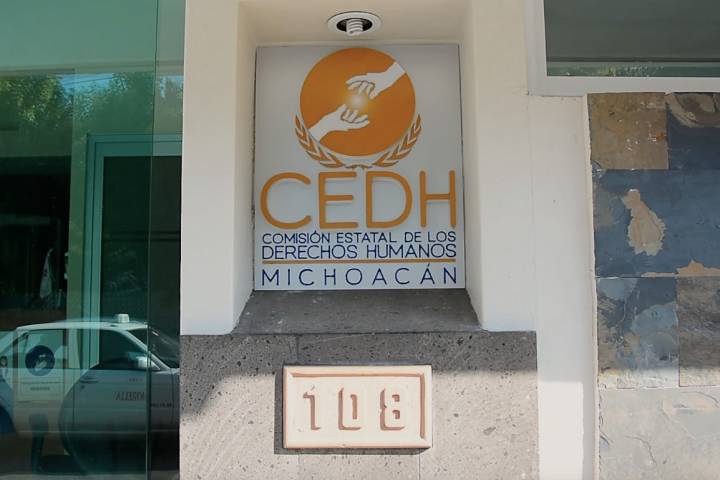 CEDH
COMISIÓN ESTATAL DE LOS
DERECHOS HUMANOS
MICHOACÁN
108